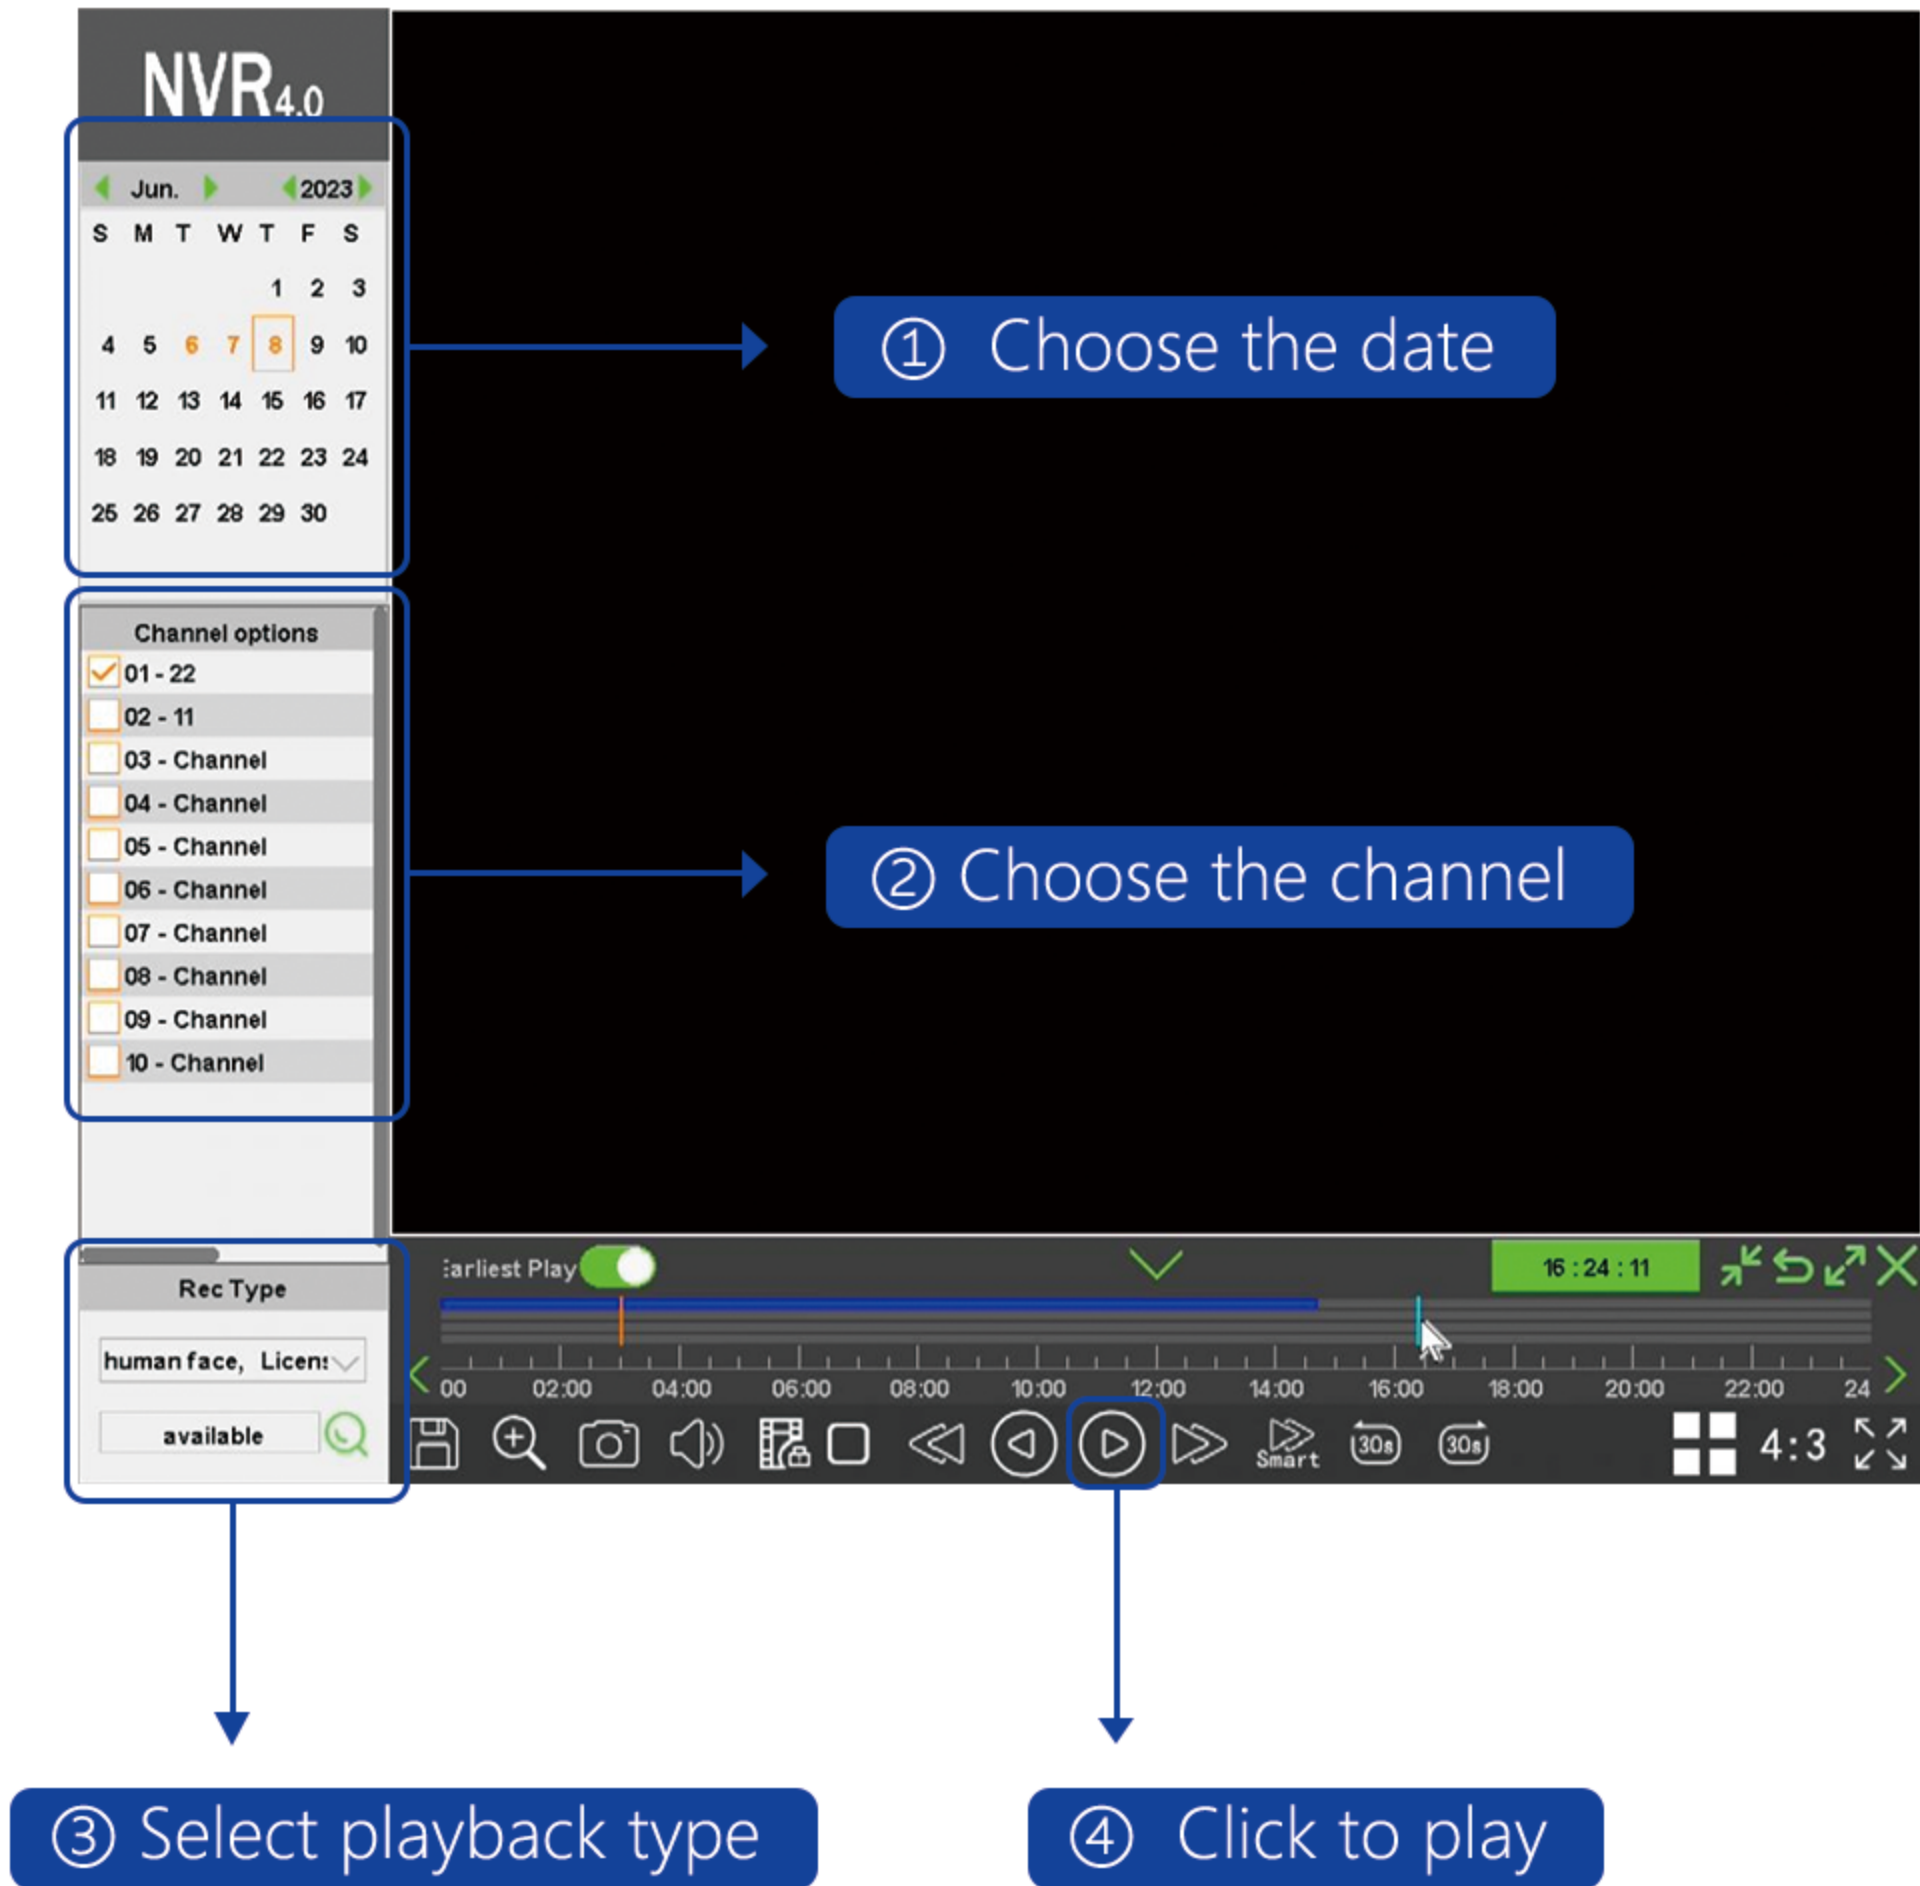 NVR4.0
Jun. 2023
S M T W T F S
1 2 3
4 5 6 7 8 9 10
11 12 13 14 15 16 17
18 19 20 21 22 23 24
25 26 27 28 29 30
① Choose the date
Channel options
01 - 22
02 - 11
03 - Channel
04 - Channel
05 - Channel
06 - Channel
07 - Channel
08 - Channel
09 - Channel
10 - Channel
② Choose the channel
Rec Type
human face, Licens
available
Earliest Play
16 : 24 : 11
00 02:00 04:00 06:00 08:00 10:00 12:00 14:00 16:00 18:00 20:00 22:00 24
Smart 30s 30s 4:3
③ Select playback type
④ Click to play